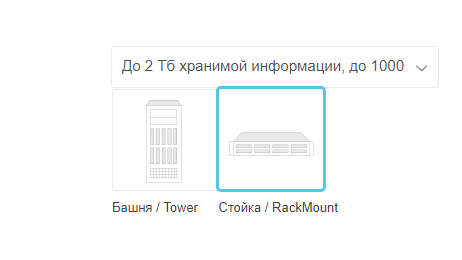 До 2 Тб хранимой информации, до 1000
Башня / Tower
Стойка / RackMount